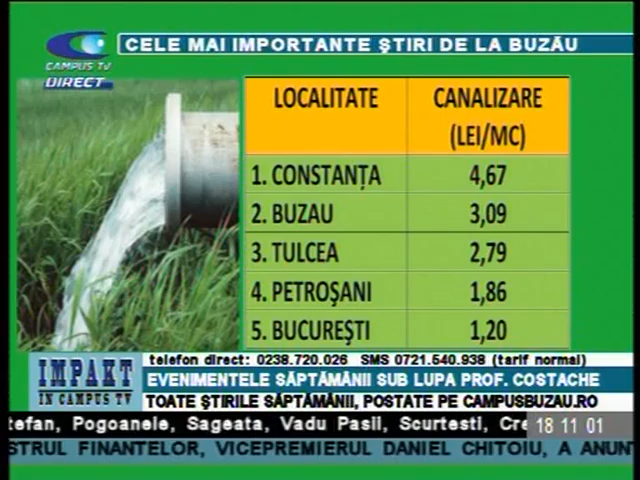 CELE MAI IMPORTANTE ŞTIRI DE LA BUZĂU
CAMPUS TV
DIRECT
LOCALITATE CANALIZARE
(LEI/MC)
1. CONSTANȚA 4,67
2. BUZAU 3,09
3. TULCEA 2,79
4. PETROȘANI 1,86
5. BUCUREȘTI 1,20
IMPAKT
IN CAMPUS TV
telefon direct: 0238.720.026 SMS 0721.540.938 (tarif normal)
EVENIMENTELE SĂPTĂMÂNII SUB LUPA PROF. COSTACHE
TOATE ŞTIRILE SĂPTĂMÂNII, POSTATE PE CAMPUSBUZAU.RO
tefan, Pogoanele, Sageata, Vadu Pasii, Scurtesti, Cre
18 11 01
STRUL FINANTELOR, VICEPREMIERUL DANIEL CHITOIU, A ANUN